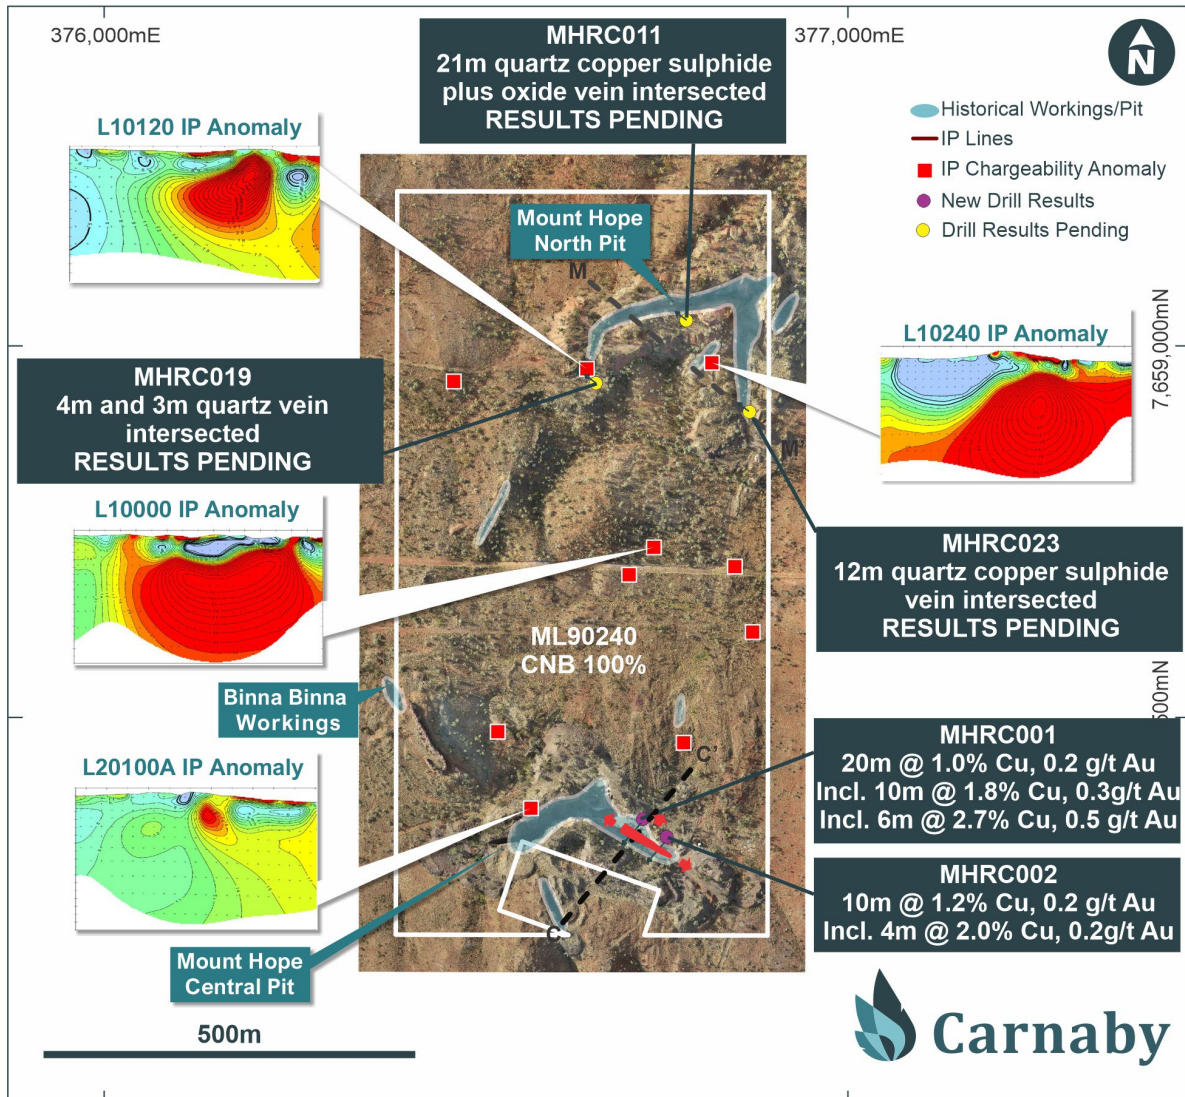 376,000mE
377,000mE
MHRC011
21m quartz copper sulphide
plus oxide vein intersected
RESULTS PENDING
N
Historical Workings/Pit
IP Lines
IP Chargeability Anomaly
New Drill Results
Drill Results Pending
L10120 IP Anomaly
Mount Hope
North Pit
M
7,659,000mN
L10240 IP Anomaly
MHRC019
4m and 3m quartz vein
intersected
RESULTS PENDING
M'
L10000 IP Anomaly
MHRC023
12m quartz copper sulphide
vein intersected
RESULTS PENDING
ML90240
CNB 100%
Binna Binna
Workings
500mN
C'
MHRC001
20m @ 1.0% Cu, 0.2 g/t Au
Incl. 10m @ 1.8% Cu, 0.3g/t Au
Incl. 6m @ 2.7% Cu, 0.5 g/t Au
L20100A IP Anomaly
MHRC002
10m @ 1.2% Cu, 0.2 g/t Au
Incl. 4m @ 2.0% Cu, 0.2g/t Au
Mount Hope
Central Pit
500m
Carnaby